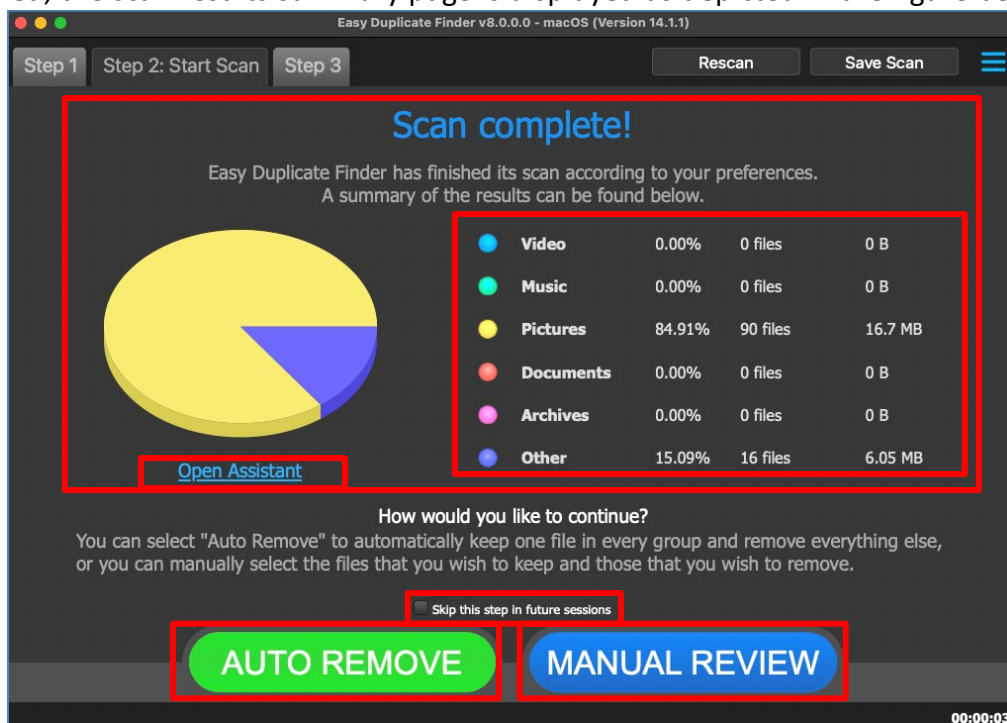 Easy Duplicate Finder v8.0.0.0 - macOS (Version 14.1.1)
Step 1 Step 2: Start Scan Step 3 Rescan Save Scan
Scan complete!
Easy Duplicate Finder has finished its scan according to your preferences.
A summary of the results can be found below.
Video 0.00% 0 files 0 B
Music 0.00% 0 files 0 B
Pictures 84.91% 90 files 16.7 MB
Documents 0.00% 0 files 0 B
Archives 0.00% 0 files 0 B
Other 15.09% 16 files 6.05 MB
Open Assistant
How would you like to continue?
You can select "Auto Remove" to automatically keep one file in every group and remove everything else,
or you can manually select the files that you wish to keep and those that you wish to remove.
Skip this step in future sessions
AUTO REMOVE MANUAL REVIEW
00:00:03